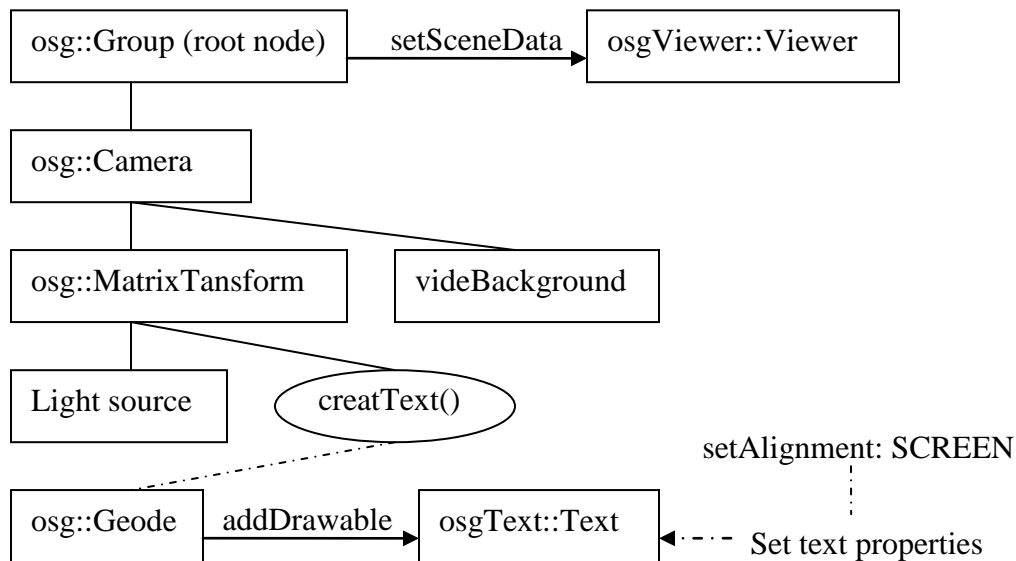 osg::Group (root node)
setSceneData
osgViewer::Viewer
osg::Camera
osg::MatrixTansform
videBackground
Light source
creatText()
setAlignment: SCREEN
osg::Geode
addDrawable
osgText::Text
Set text properties